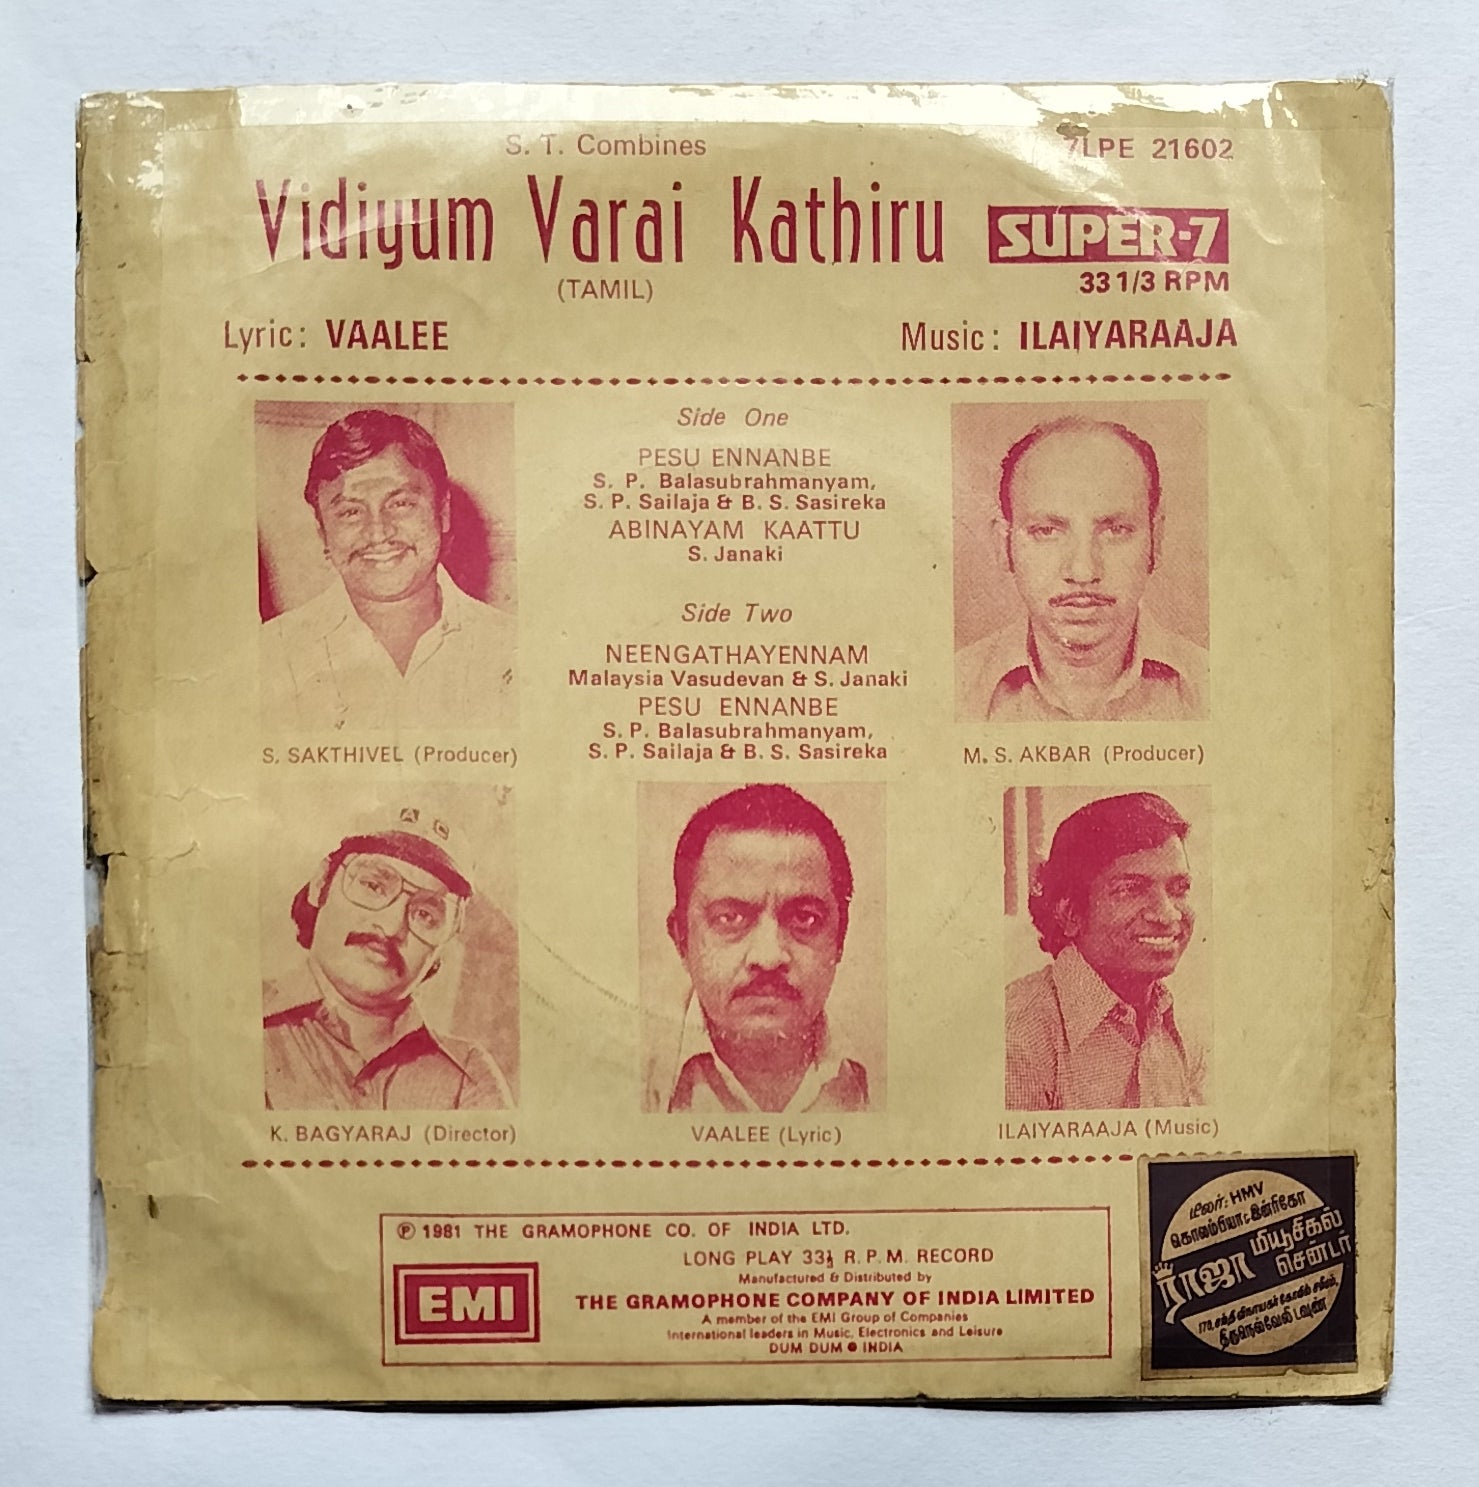 S. T. Combines
7LPE 21602
Vidiyum Varai Kathiru
SUPER-7
(TAMIL)
33 1/3 RPM
Lyric: VAALEE
Music: ILAIYARAAJA
Side One
PESU ENNANBE
S. P. Balasubrahmanyam,
S. P. Sailaja & B. S. Sasireka
ABINAYAM KAATTU
S. Janaki
Side Two
NEENGATHAYENNAM
Malaysia Vasudevan & S. Janaki
PESU ENNANBE
S. P. Balasubrahmanyam,
S. P. Sailaja & B. S. Sasireka
S. SAKTHIVEL (Producer)
M. S. AKBAR (Producer)
A C
K. BAGYARAJ (Director)
VAALEE (Lyric)
ILAIYARAAJA (Music)
℗ 1981 THE GRAMOPHONE CO. OF INDIA LTD.
LONG PLAY 33⅓ R. P. M. RECORD
Manufactured & Distributed by
EMI
THE GRAMOPHONE COMPANY OF INDIA LIMITED
A member of the EMI Group of Companies
International leaders in Music, Electronics and Leisure
DUM DUM ● INDIA
டீலர்: HMV
கொலம்பியா, இன்ரிகோ
ராஜா மியூசிகல்
சென்டர்
திருநெல்வேலி டவுண்